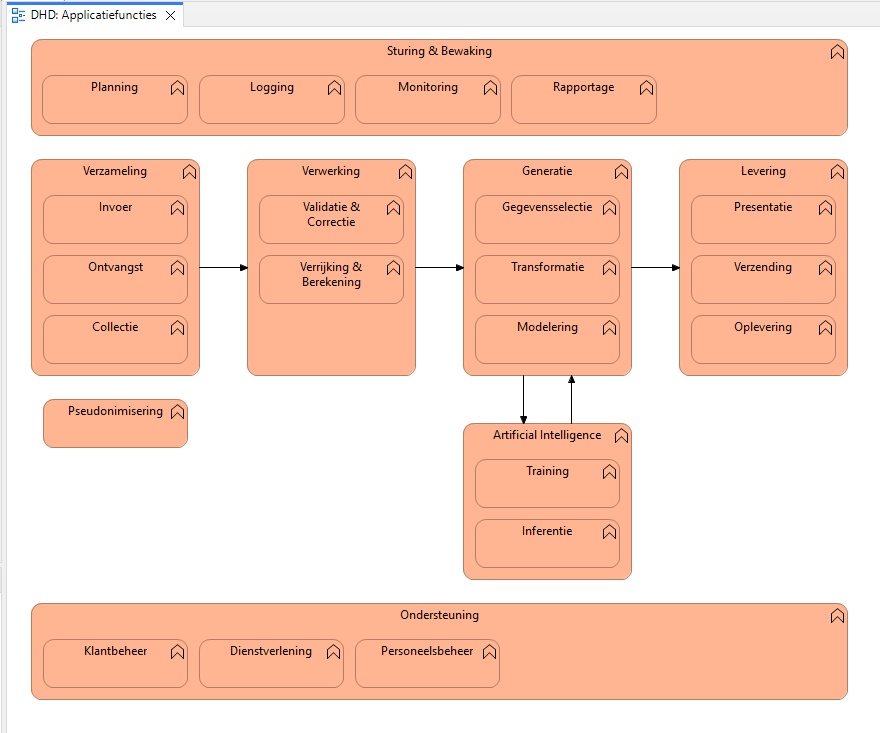 DHD: Applicatiefuncties
Sturing & Bewaking
Planning
Logging
Monitoring
Rapportage
Verzameling
Invoer
Ontvangst
Collectie
Verwerking
Validatie &
Correctie
Verrijking &
Berekening
Generatie
Gegevensselectie
Transformatie
Modelering
Levering
Presentatie
Verzending
Oplevering
Pseudonimisering
Artificial Intelligence
Training
Inferentie
Ondersteuning
Klantbeheer
Dienstverlening
Personeelsbeheer